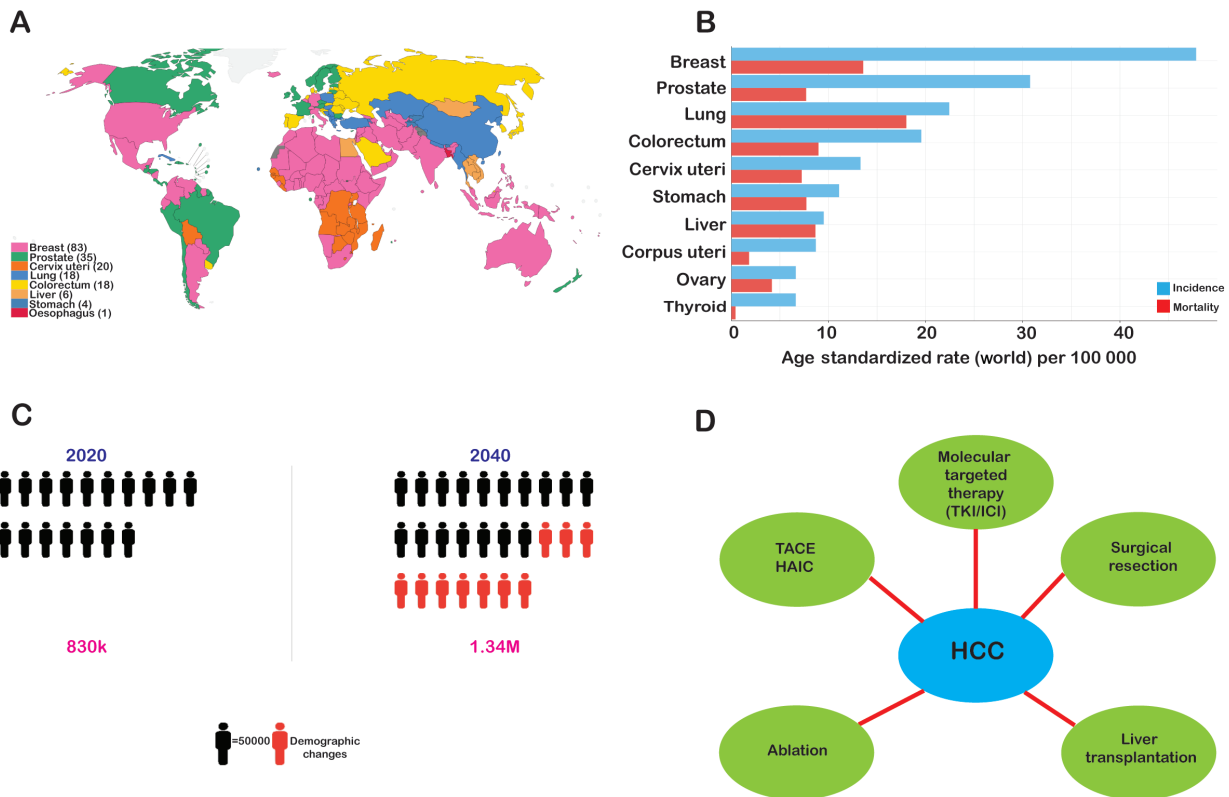 A
Breast (83)
Prostate (35)
Cervix uteri (20)
Lung (18)
Colorectum (18)
Liver (6)
Stomach (4)
Oesophagus (1)
B
Breast
Prostate
Lung
Colorectum
Cervix uteri
Stomach
Liver
Corpus uteri
Ovary
Thyroid
Incidence
Mortality
0 10 20 30 40
Age standardized rate (world) per 100 000
C
2020
2040
830k
1.34M
=50000
Demographic
changes
D
Molecular
targeted
therapy
(TKI/ICI)
TACE
HAIC
Surgical
resection
HCC
Ablation
Liver
transplantation